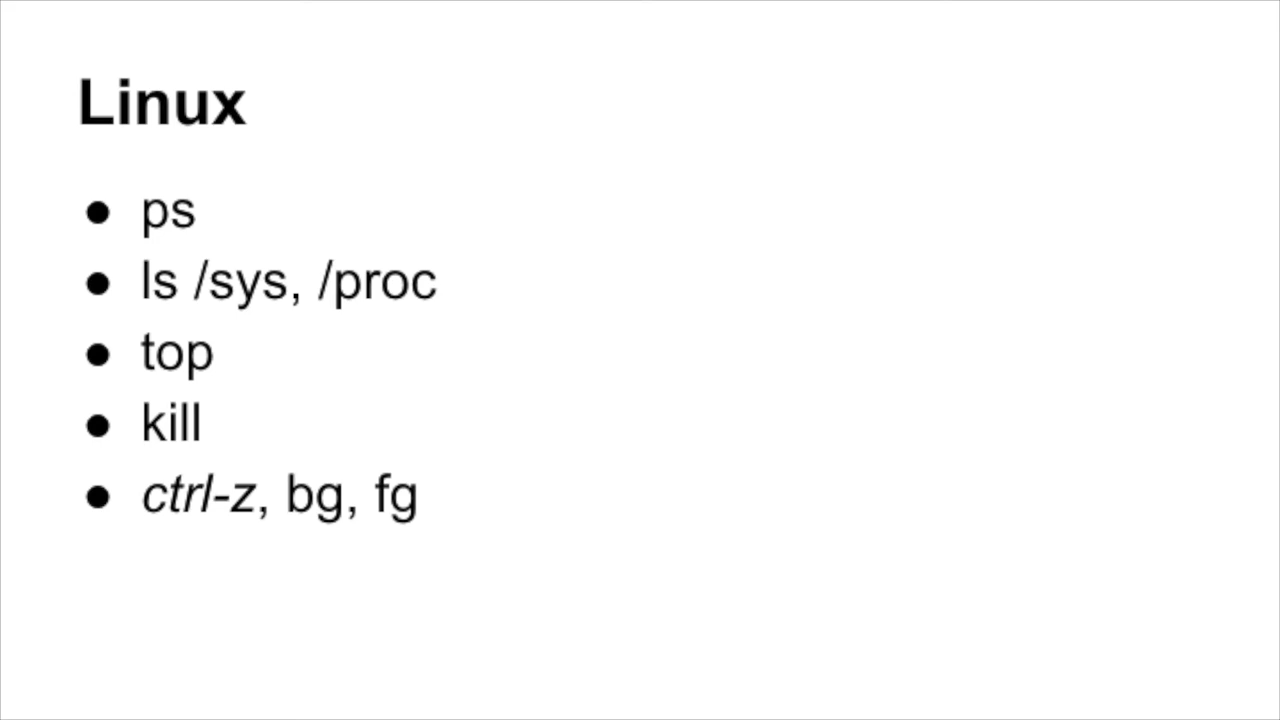 Linux
● ps
● ls /sys, /proc
● top
● kill
● ctrl-z, bg, fg